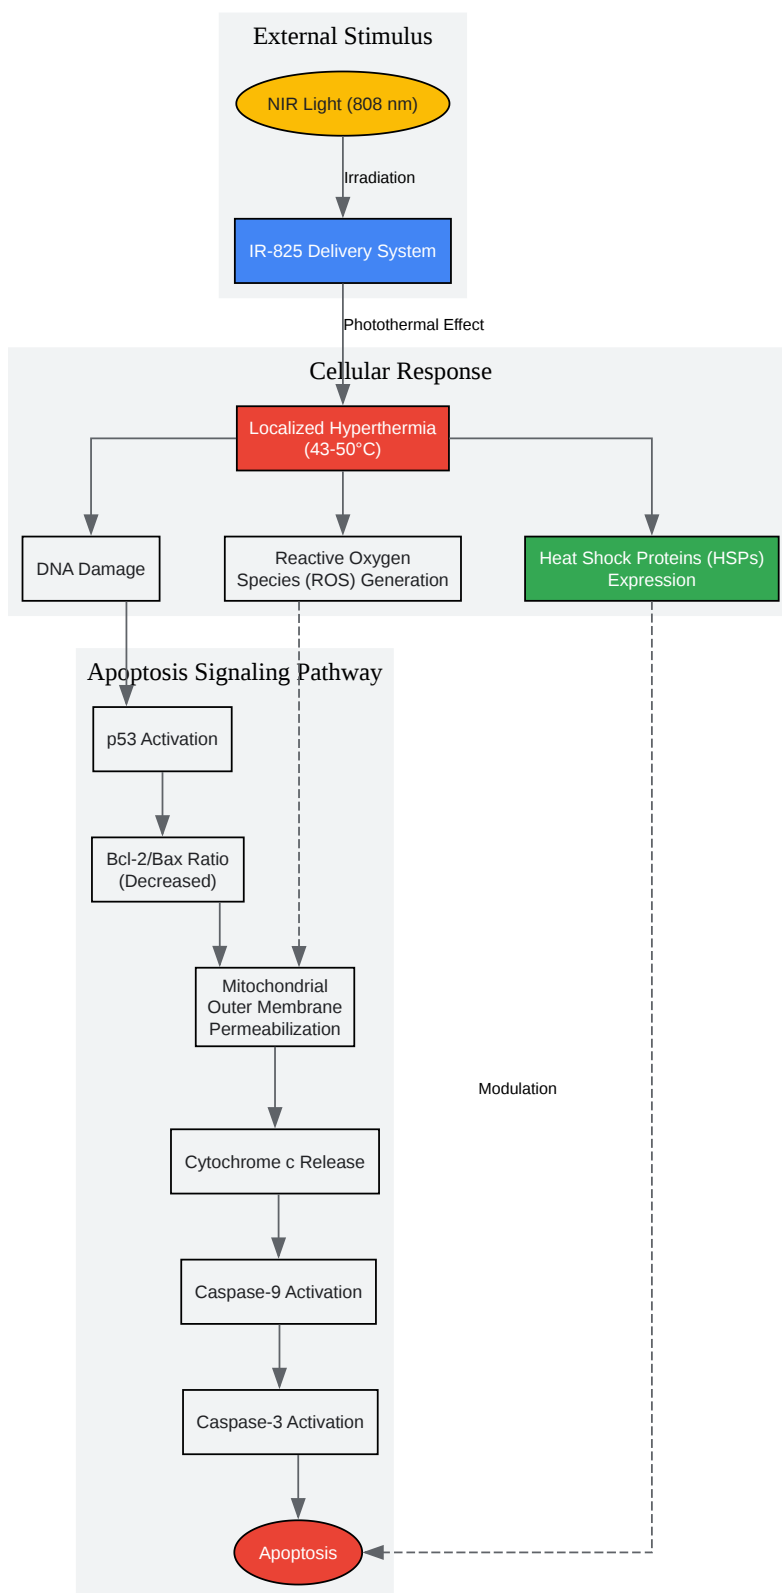 External Stimulus
NIR Light (808 nm)
Irradiation
IR-825 Delivery System
Photothermal Effect
Cellular Response
Localized Hyperthermia
(43-50°C)
DNA Damage
Reactive Oxygen
Species (ROS) Generation
Heat Shock Proteins (HSPs)
Expression
Apoptosis Signaling Pathway
p53 Activation
Bcl-2/Bax Ratio
(Decreased)
Mitochondrial
Outer Membrane
Permeabilization
Modulation
Cytochrome c Release
Caspase-9 Activation
Caspase-3 Activation
Apoptosis